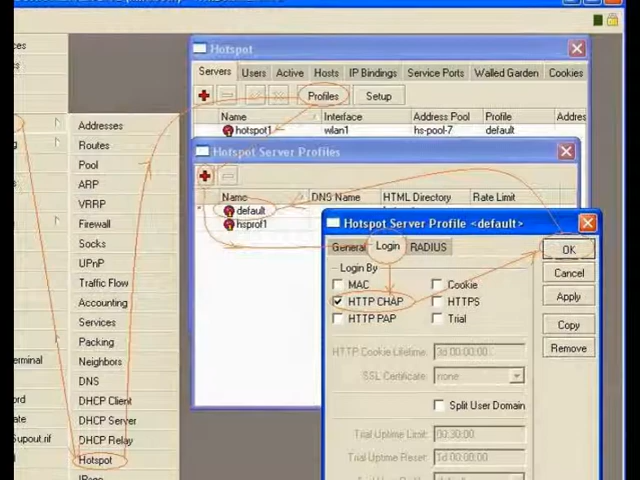 Hotspot
Servers Users Active Hosts IP Bindings Service Ports Walled Garden Cookies
Profiles Setup
Name Interface Address Pool Profile Addres
hotspot1 wlan1 hs-pool-7 default
Hotspot Server Profiles
Name DNS Name HTML Directory Rate Limit
default
hsprof1
Hotspot Server Profile <default>
General Login RADIUS
Login By
MAC Cookie
HTTP CHAP HTTPS
HTTP PAP Trial
HTTP Cookie Lifetime: 3d 00:00:00
SSL Certificate: none
Split User Domain
Trial Uptime Limit: 00:30:00
Trial Uptime Reset: 1d 00:00:00
OK
Cancel
Apply
Copy
Remove
Addresses
Routes
Pool
ARP
VRRP
Firewall
Socks
UPnP
Traffic Flow
Accounting
Services
Packing
Neighbors
DNS
DHCP Client
DHCP Server
DHCP Relay
Hotspot
erminal
ord
upout.rif